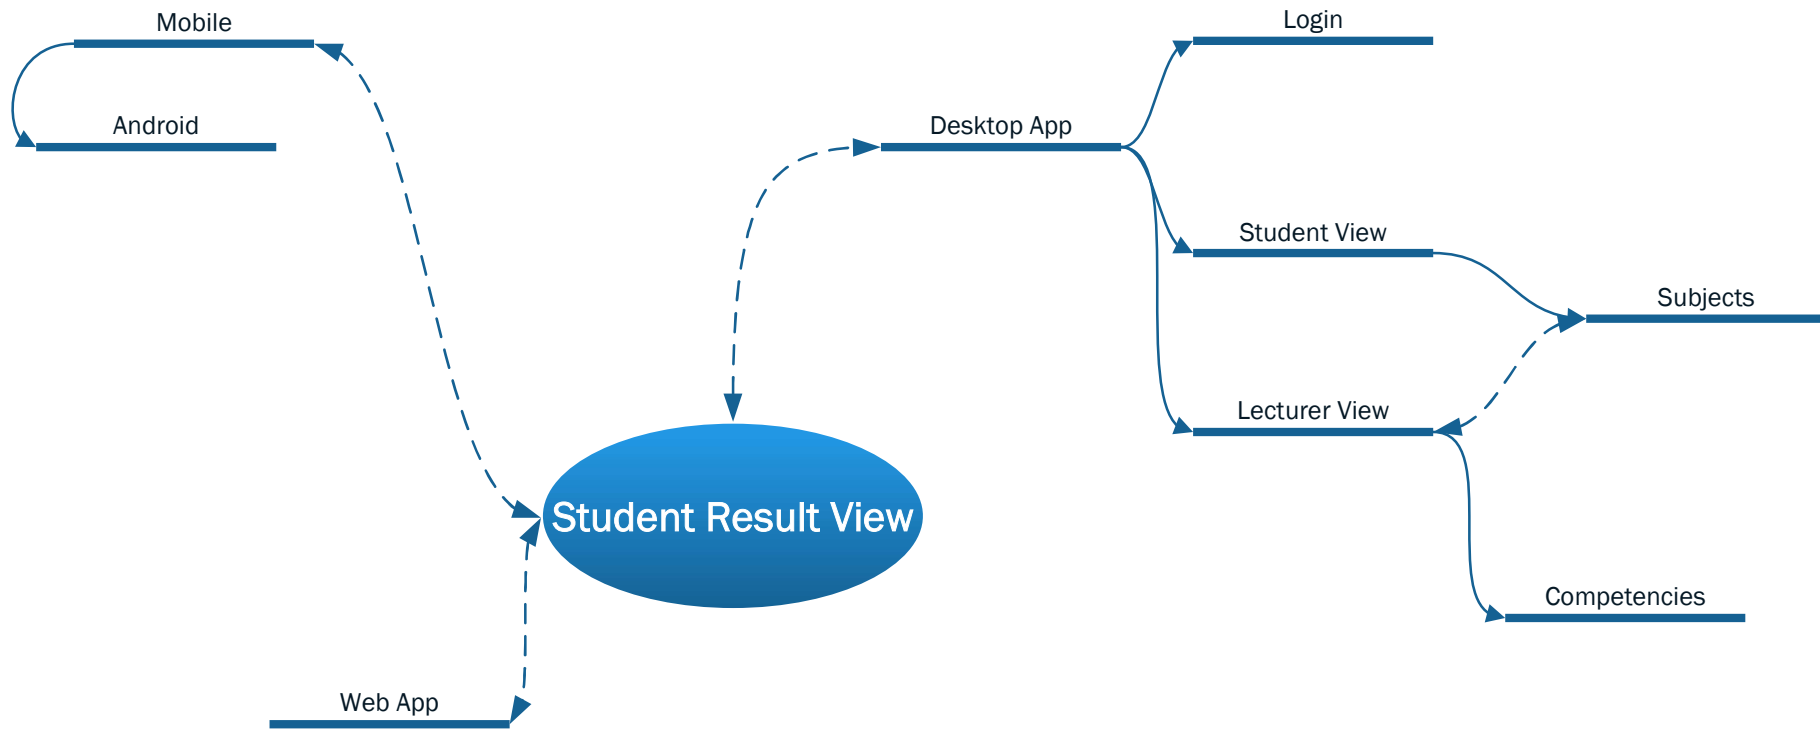 Mobile
Login
Android
Desktop App
Student View
Subjects
Lecturer View
Student Result View
Competencies
Web App